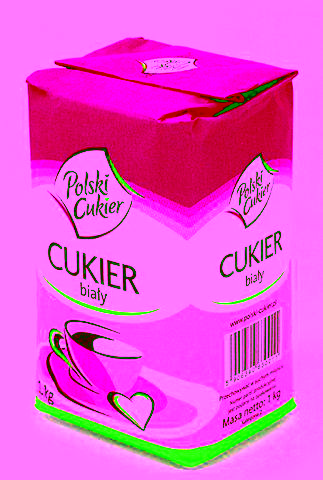 Polski
Cukier
CUKIER
biały
1 kg
Polski
Cukier
CUKIER
biały
www.polski-cukier.pl
Masa netto: 1 kg